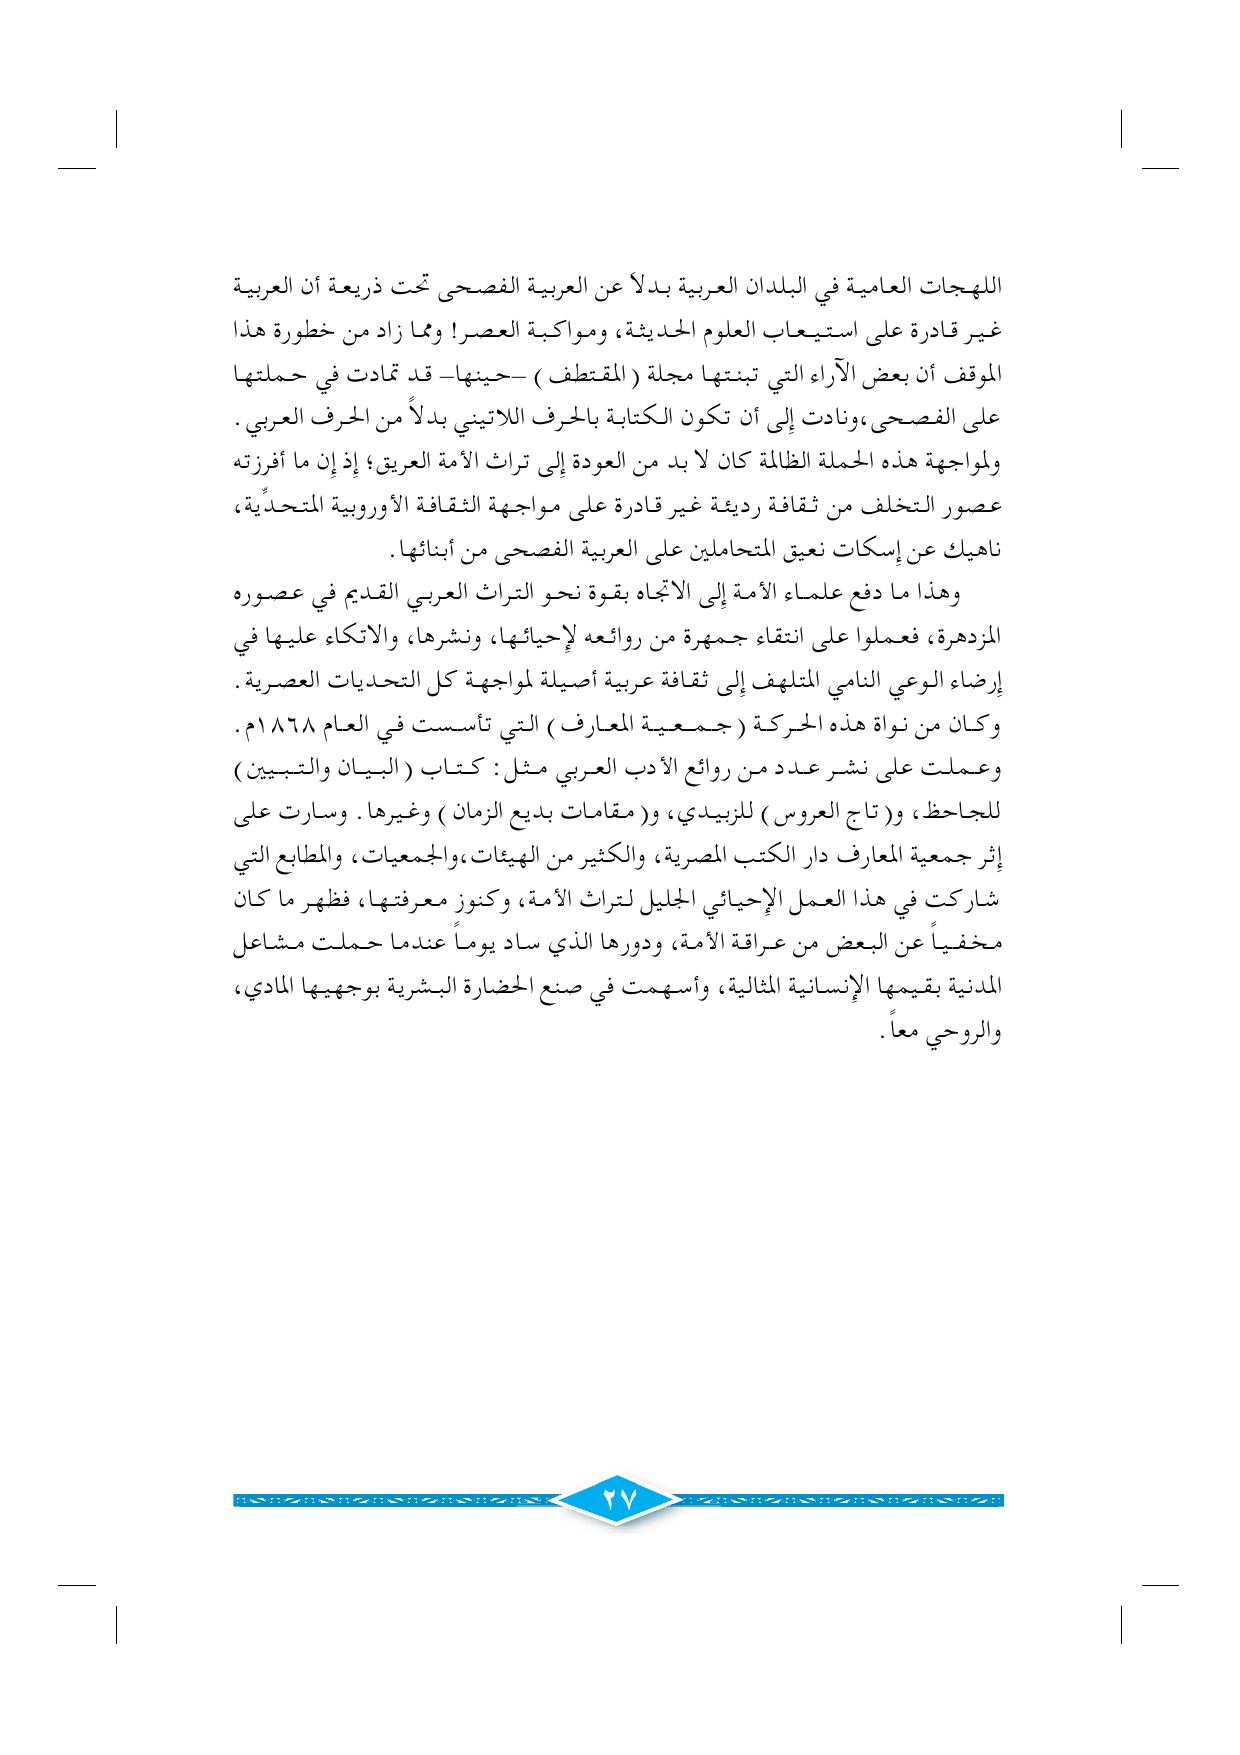 اللهجات العامية في البلدان العربية بدلاً عن العربية الفصحى تحت ذريعة أن العربية
غير قادرة على استيعاب العلوم الحديثة، ومواكبة العصر! ومما زاد من خطورة هذا
الموقف أن بعض الآراء التي تبنتها مجلة (المقتطف) –حينها– قد تمادت في حملتها
على الفصحى،ونادت إلى أن تكون الكتابة بالحرف اللاتيني بدلاً من الحرف العربي.
ولمواجهة هذه الحملة الظالمة كان لا بد من العودة إلى تراث الأمة العريق؛ إذ إن ما أفرزته
عصور التخلف من ثقافة رديئة غير قادرة على مواجهة الثقافة الأوروبية المتحدِّية،
ناهيك عن إسكات نعيق المتحاملين على العربية الفصحى من أبنائها.
وهذا ما دفع علماء الأمة إلى الاتجاه بقوة نحو التراث العربي القديم في عصوره
المزدهرة، فعملوا على انتقاء جمهرة من روائعه لإحيائها، ونشرها، والاتكاء عليها في
إرضاء الوعي النامي المتلهف إلى ثقافة عربية أصيلة لمواجهة كل التحديات العصرية.
وكان من نواة هذه الحركة (جمعية المعارف) التي تأسست في العام ١٨٦٨م.
وعملت على نشر عدد من روائع الأدب العربي مثل: كتاب (البيان والتبيين)
للجاحظ، و(تاج العروس) للزبيدي، و(مقامات بديع الزمان) وغيرها. وسارت على
إثر جمعية المعارف دار الكتب المصرية، والكثير من الهيئات،والجمعيات، والمطابع التي
شاركت في هذا العمل الإحيائي الجليل لتراث الأمة، وكنوز معرفتها، فظهر ما كان
مخفياً عن البعض من عراقة الأمة، ودورها الذي ساد يوماً عندما حملت مشاعل
المدنية بقيمها الإنسانية المثالية، وأسهمت في صنع الحضارة البشرية بوجهيها المادي،
والروحي معاً.
٢٧